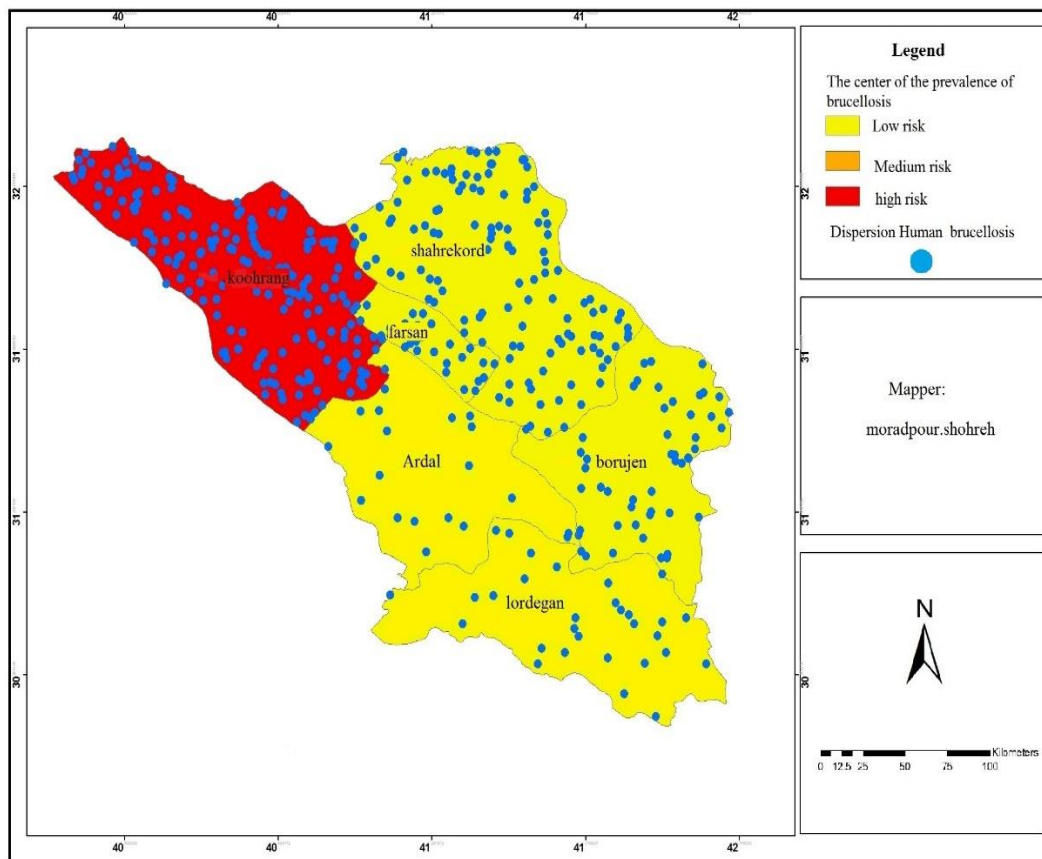 40 40 41 41 42
32
31
31
30
32
31
31
30
40 40 41 41 42
koohrang
shahrekord
farsan
Ardal
borujen
lordegan
Legend
The center of the prevalence of
brucellosis
Low risk
Medium risk
high risk
Dispersion Human brucellosis
Mapper:
moradpour.shohreh
N
Kilometers
0 12.5 25 50 75 100